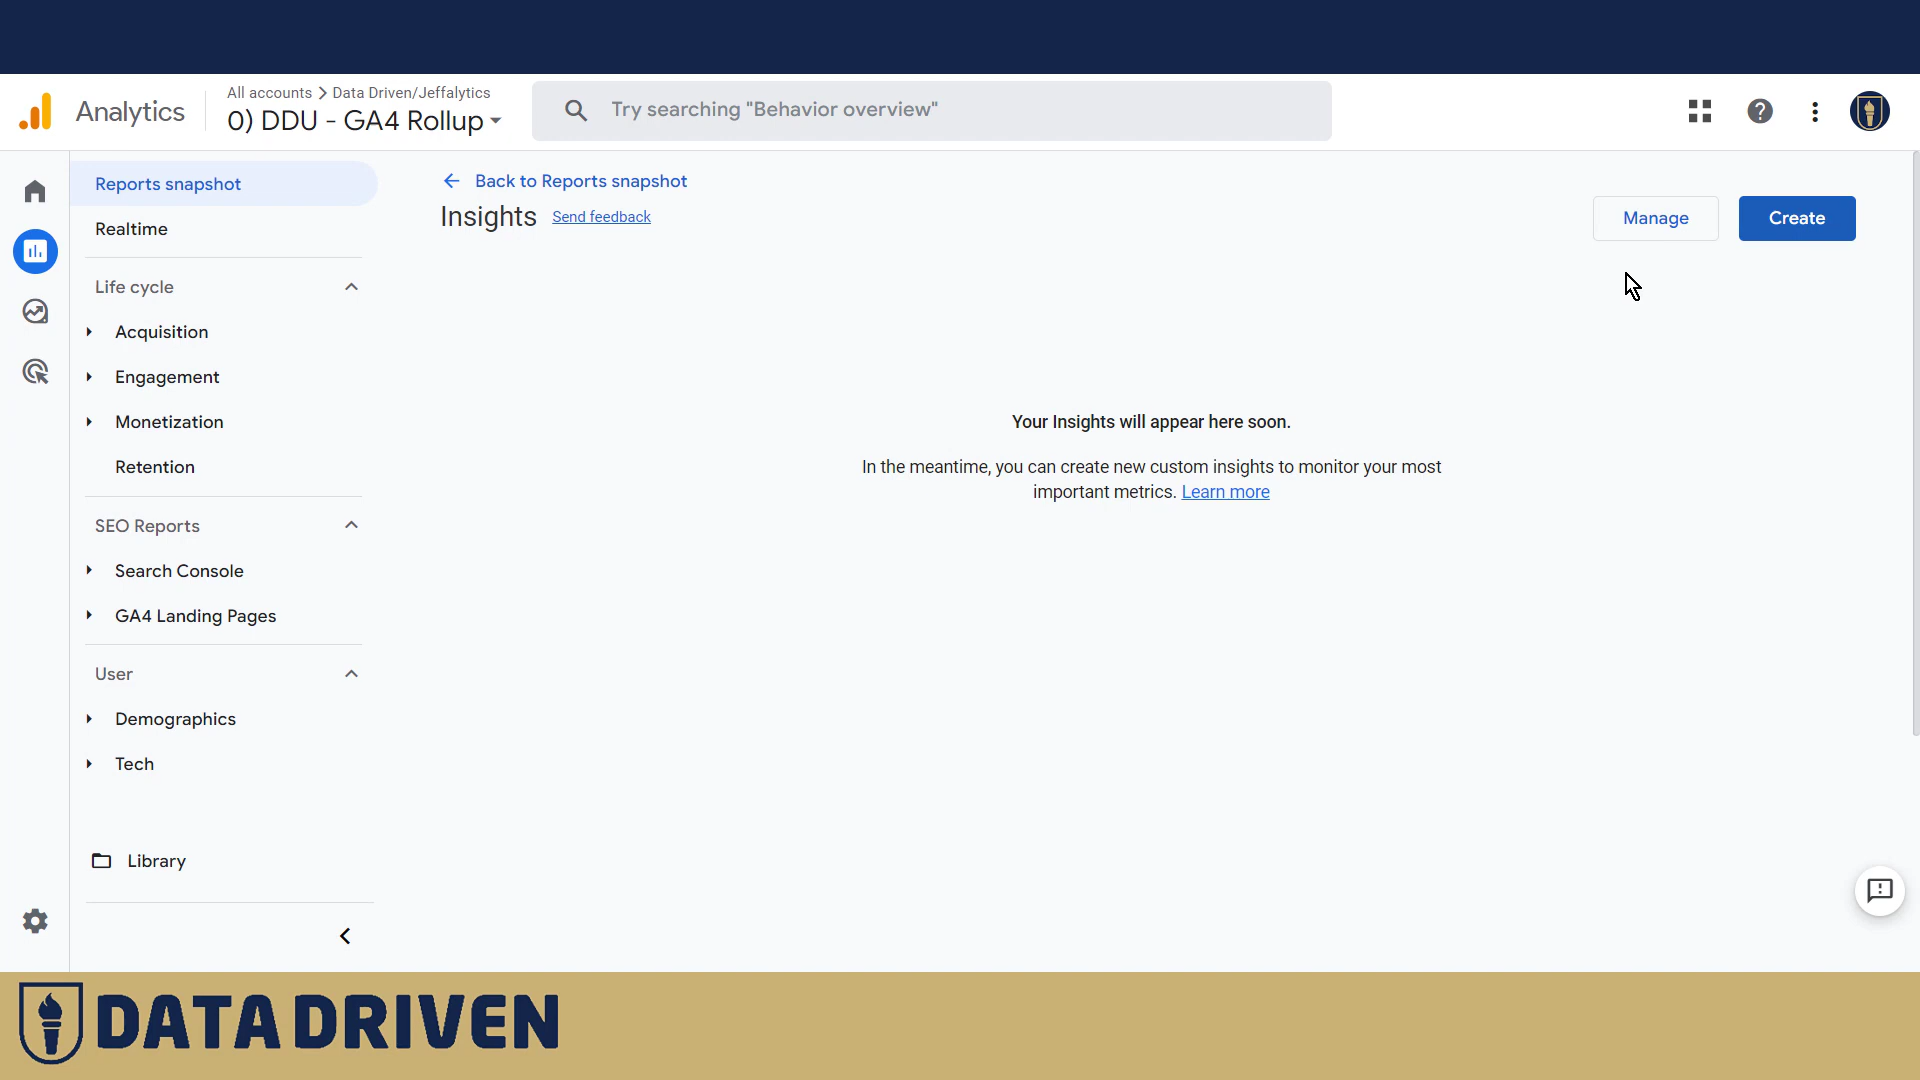 Analytics
All accounts > Data Driven/Jeffalytics
0) DDU - GA4 Rollup
Try searching "Behavior overview"
Reports snapshot
Realtime
Life cycle
Acquisition
Engagement
Monetization
Retention
SEO Reports
Search Console
GA4 Landing Pages
User
Demographics
Tech
Library
Back to Reports snapshot
Insights Send feedback
Manage
Create
Your Insights will appear here soon.
In the meantime, you can create new custom insights to monitor your most
important metrics. Learn more
DATA DRIVEN